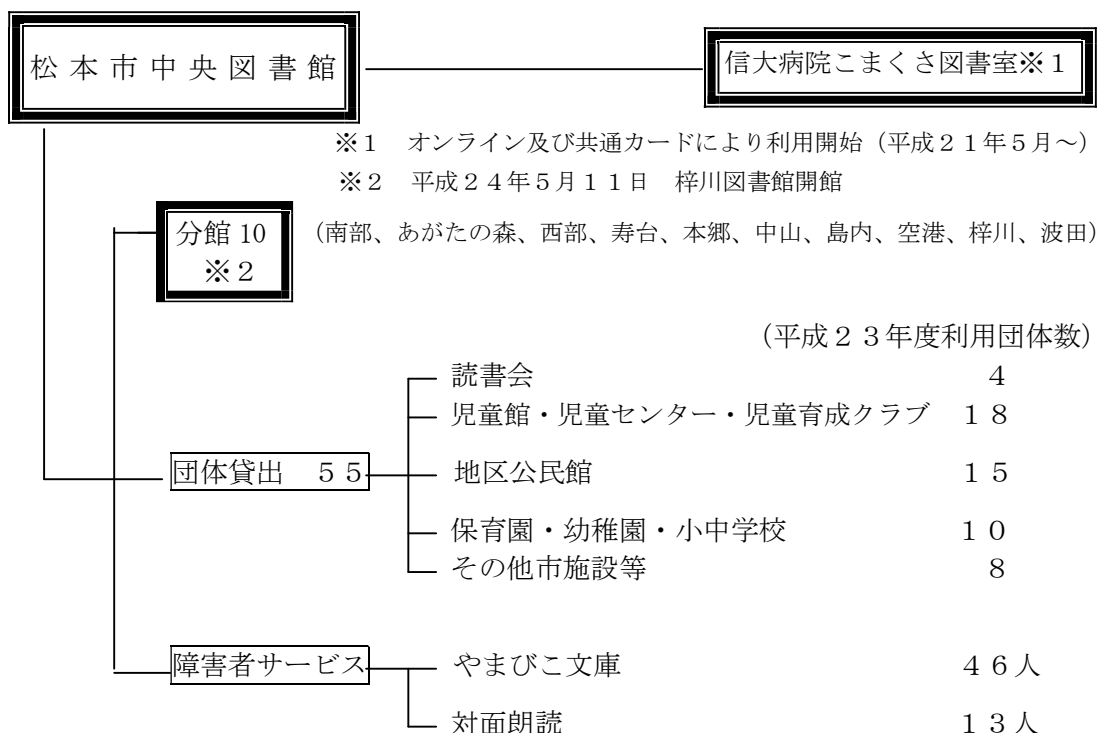 松本市中央図書館
信大病院こまくさ図書室※1
※1 オンライン及び共通カードにより利用開始(平成21年5月~)
※2 平成24年5月11日 梓川図書館開館
分館10 (南部、あがたの森、西部、寿台、本郷、中山、島内、空港、梓川、波田)
※2
(平成23年度利用団体数)
読書会 4
児童館・児童センター・児童育成クラブ 18
団体貸出 55 地区公民館 15
保育園・幼稚園・小中学校 10
その他市施設等 8
障害者サービス やまびこ文庫 46人
対面朗読 13人